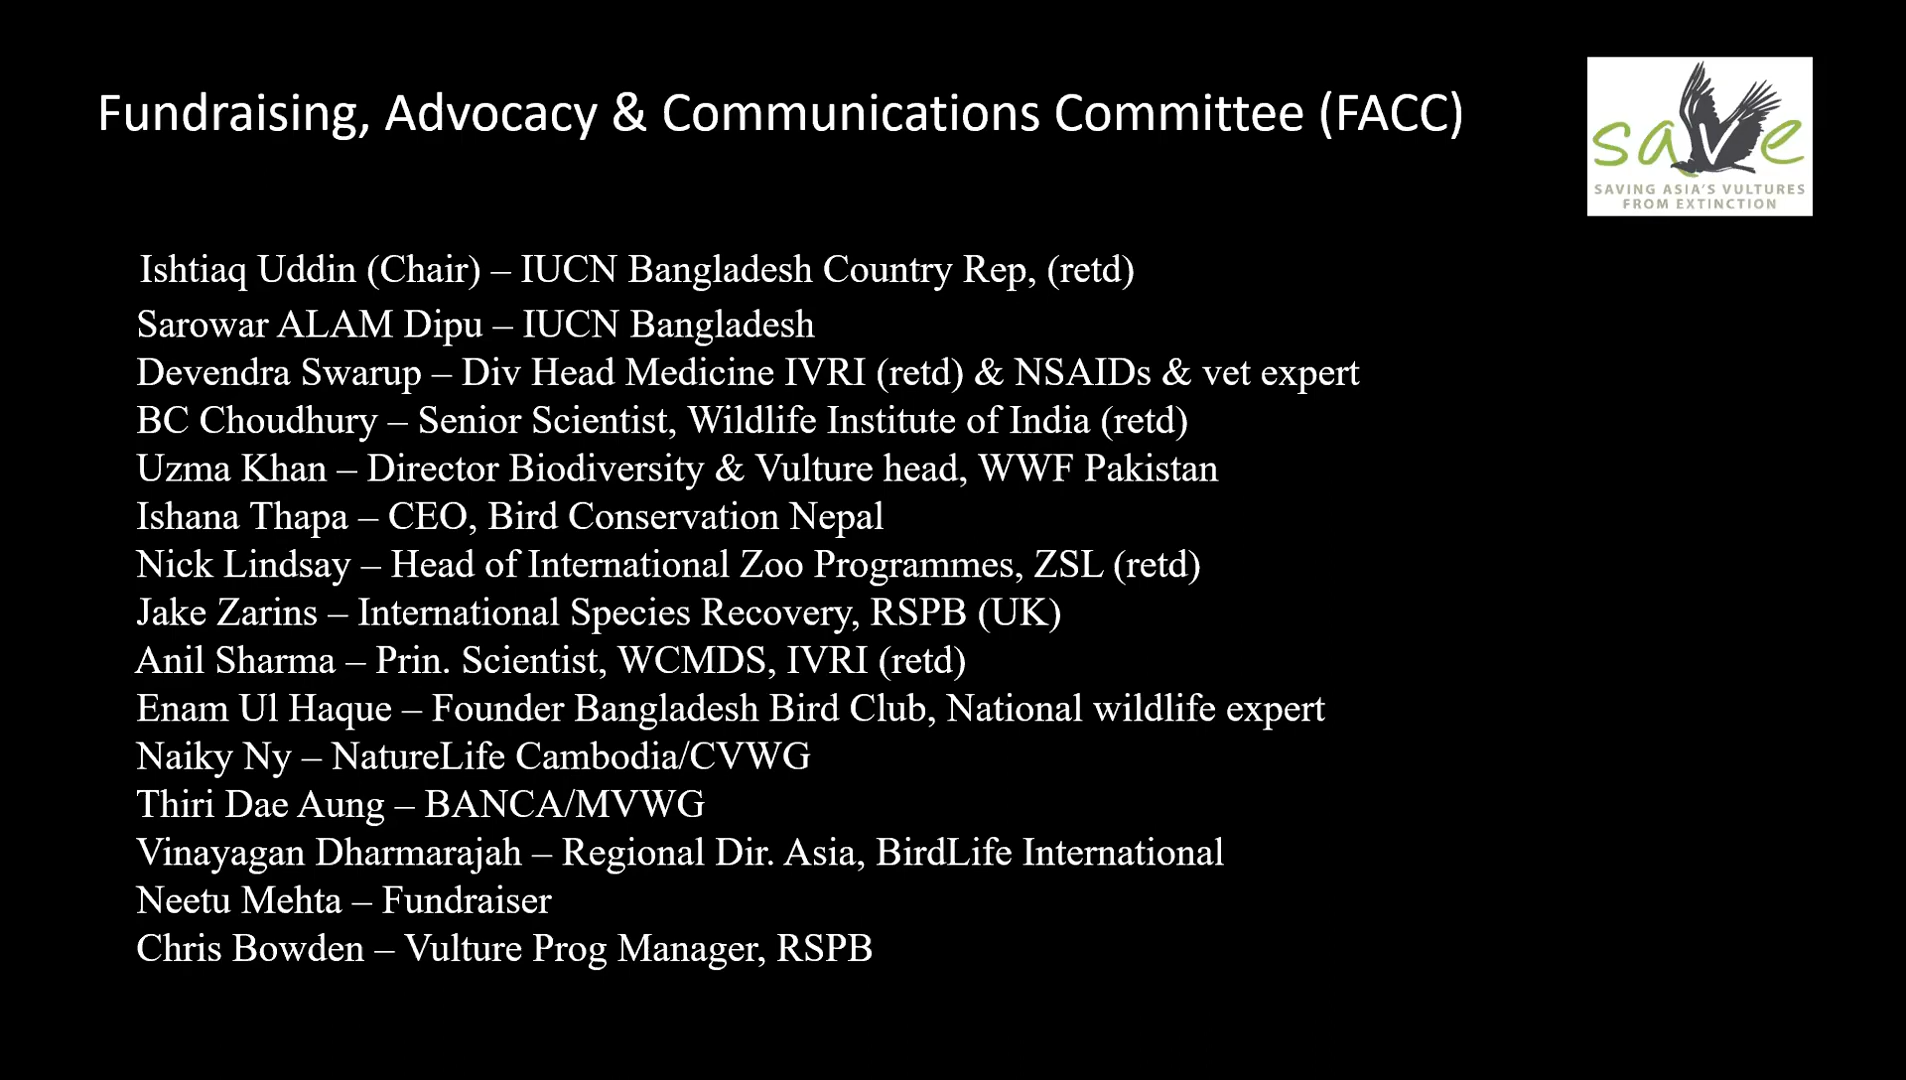 Fundraising, Advocacy & Communications Committee (FACC)
save
SAVING ASIA'S VULTURES
FROM EXTINCTION
Ishtiaq Uddin (Chair) – IUCN Bangladesh Country Rep, (retd)
Sarowar ALAM Dipu – IUCN Bangladesh
Devendra Swarup – Div Head Medicine IVRI (retd) & NSAIDs & vet expert
BC Choudhury – Senior Scientist, Wildlife Institute of India (retd)
Uzma Khan – Director Biodiversity & Vulture head, WWF Pakistan
Ishana Thapa – CEO, Bird Conservation Nepal
Nick Lindsay – Head of International Zoo Programmes, ZSL (retd)
Jake Zarins – International Species Recovery, RSPB (UK)
Anil Sharma – Prin. Scientist, WCMDS, IVRI (retd)
Enam Ul Haque – Founder Bangladesh Bird Club, National wildlife expert
Naiky Ny – NatureLife Cambodia/CVWG
Thiri Dae Aung – BANCA/MVWG
Vinayagan Dharmarajah – Regional Dir. Asia, BirdLife International
Neetu Mehta – Fundraiser
Chris Bowden – Vulture Prog Manager, RSPB